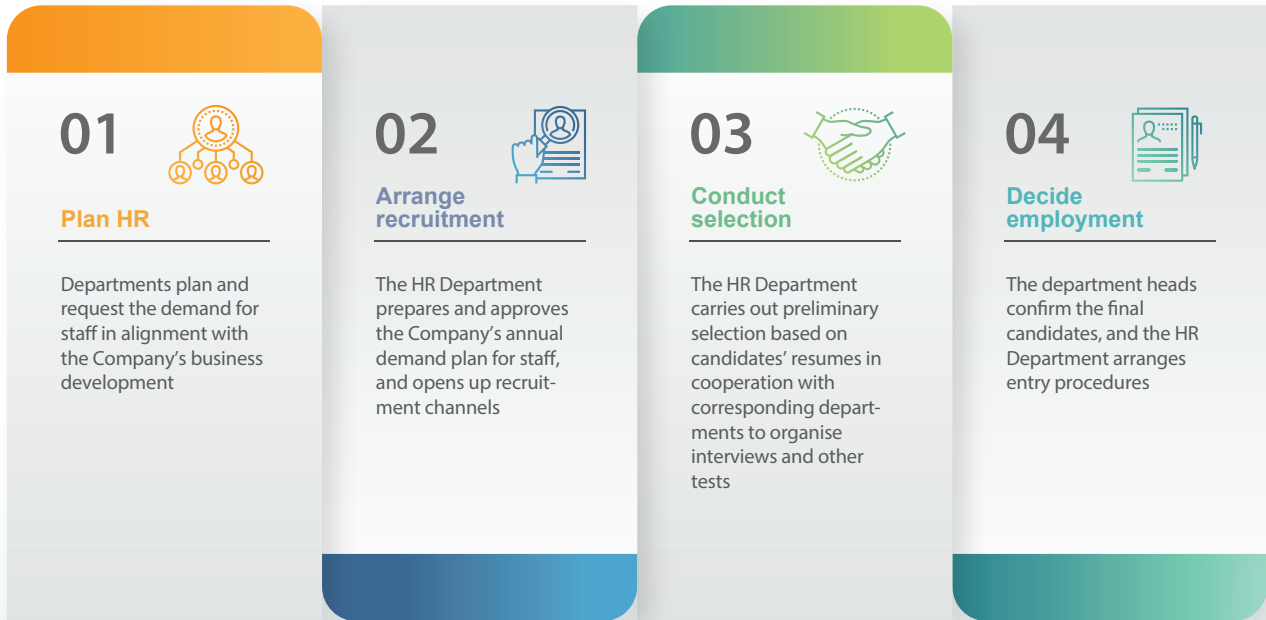 01
Plan HR
Departments plan and
request the demand for
staff in alignment with
the Company's business
development
02
Arrange
recruitment
The HR Department
prepares and approves
the Company's annual
demand plan for staff,
and opens up recruit-
ment channels
03
Conduct
selection
The HR Department
carries out preliminary
selection based on
candidates' resumes in
cooperation with
corresponding depart-
ments to organise
interviews and other
tests
04
Decide
employment
The department heads
confirm the final
candidates, and the HR
Department arranges
entry procedures